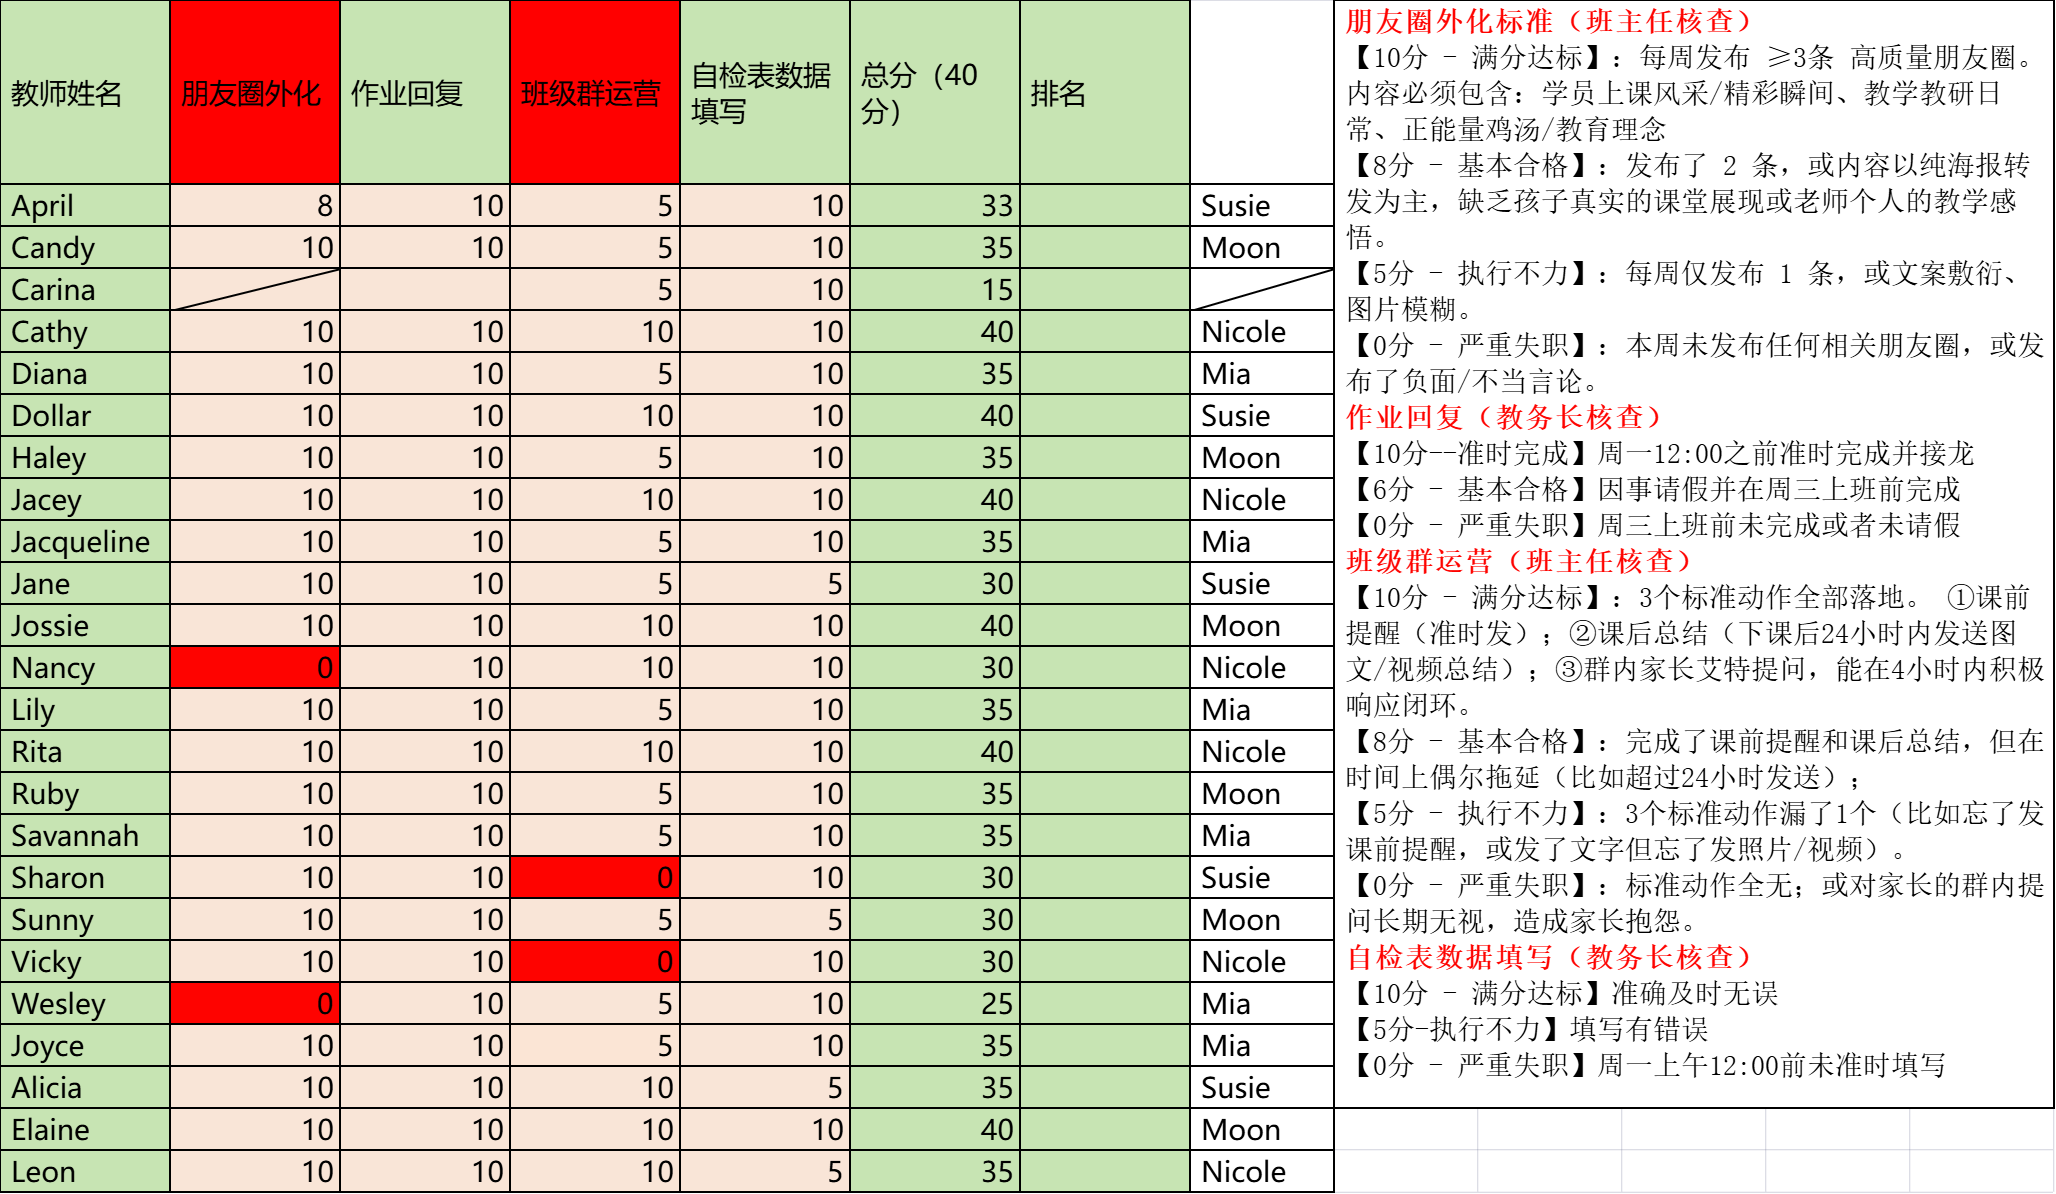 教师姓名 朋友圈外化 作业回复 班级群运营 自检表数据填写 总分（40分） 排名
April 8 10 5 10 33 Susie
Candy 10 10 5 10 35 Moon
Carina 5 10 15
Cathy 10 10 10 10 40 Nicole
Diana 10 10 5 10 35 Mia
Dollar 10 10 10 10 40 Susie
Haley 10 10 5 10 35 Moon
Jacey 10 10 10 10 40 Nicole
Jacqueline 10 10 5 10 35 Mia
Jane 10 10 5 5 30 Susie
Jossie 10 10 10 10 40 Moon
Nancy 0 10 10 10 30 Nicole
Lily 10 10 5 10 35 Mia
Rita 10 10 10 10 40 Nicole
Ruby 10 10 5 10 35 Moon
Savannah 10 10 5 10 35 Mia
Sharon 10 10 0 10 30 Susie
Sunny 10 10 5 5 30 Moon
Vicky 10 10 0 10 30 Nicole
Wesley 0 10 5 10 25 Mia
Joyce 10 10 5 10 35 Mia
Alicia 10 10 10 5 35 Susie
Elaine 10 10 10 10 40 Moon
Leon 10 10 10 5 35 Nicole
朋友圈外化标准（班主任核查）
【10分 - 满分达标】：每周发布 ≥3条 高质量朋友圈。
内容必须包含：学员上课风采/精彩瞬间、教学教研日
常、正能量鸡汤/教育理念
【8分 - 基本合格】：发布了 2 条，或内容以纯海报转
发为主，缺乏孩子真实的课堂展现或老师个人的教学感
悟。
【5分 - 执行不力】：每周仅发布 1 条，或文案敷衍、
图片模糊。
【0分 - 严重失职】：本周未发布任何相关朋友圈，或发
布了负面/不当言论。
作业回复（教务长核查）
【10分--准时完成】周一12:00之前准时完成并接龙
【6分 - 基本合格】因事请假并在周三上班前完成
【0分 - 严重失职】周三上班前未完成或者未请假
班级群运营（班主任核查）
【10分 - 满分达标】：3个标准动作全部落地。 ①课前
提醒（准时发）；②课后总结（下课后24小时内发送图
文/视频总结）；③群内家长艾特提问，能在4小时内积极
响应闭环。
【8分 - 基本合格】：完成了课前提醒和课后总结，但在
时间上偶尔拖延（比如超过24小时发送）；
【5分 - 执行不力】：3个标准动作漏了1个（比如忘了发
课前提醒，或发了文字但忘了发照片/视频）。
【0分 - 严重失职】：标准动作全无；或对家长的群内提
问长期无视，造成家长抱怨。
自检表数据填写（教务长核查）
【10分 - 满分达标】准确及时无误
【5分-执行不力】填写有错误
【0分 - 严重失职】周一上午12:00前未准时填写